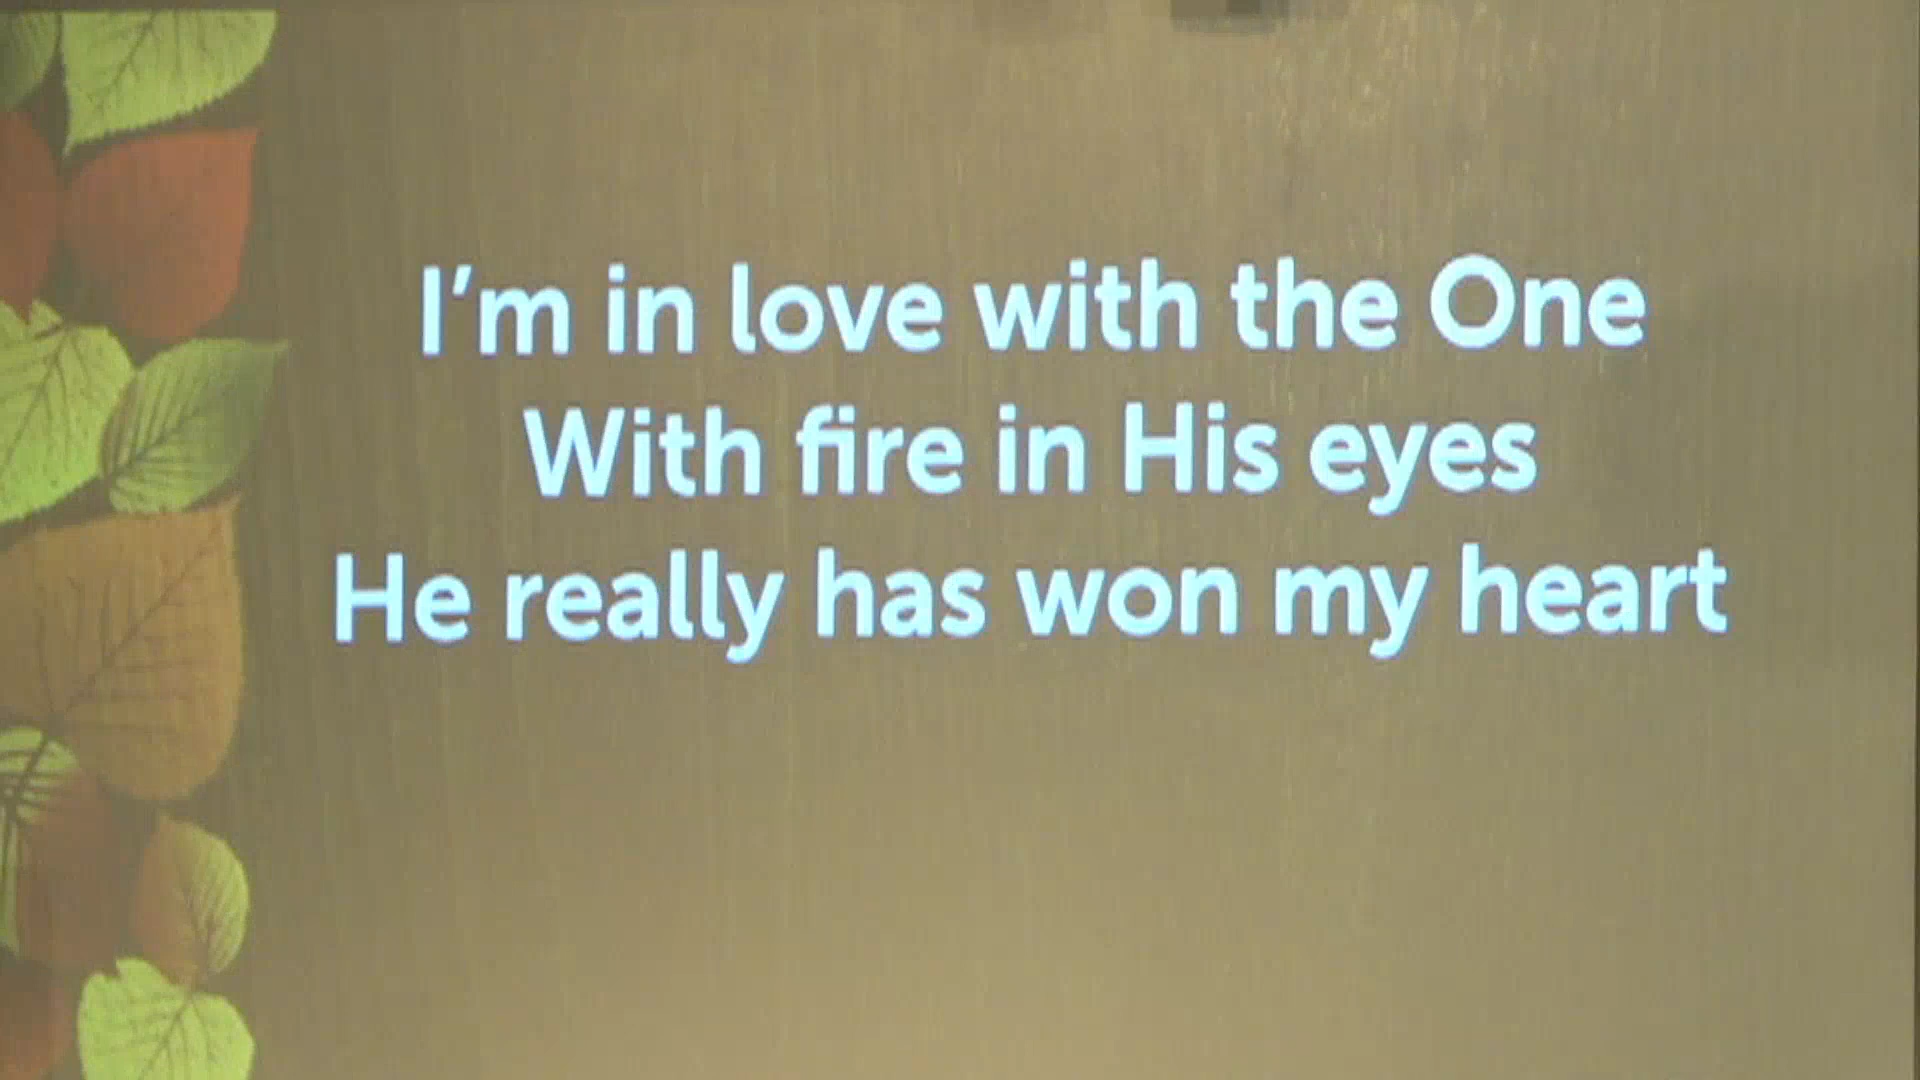 I'm in love with the One
With fire in His eyes
He really has won my heart